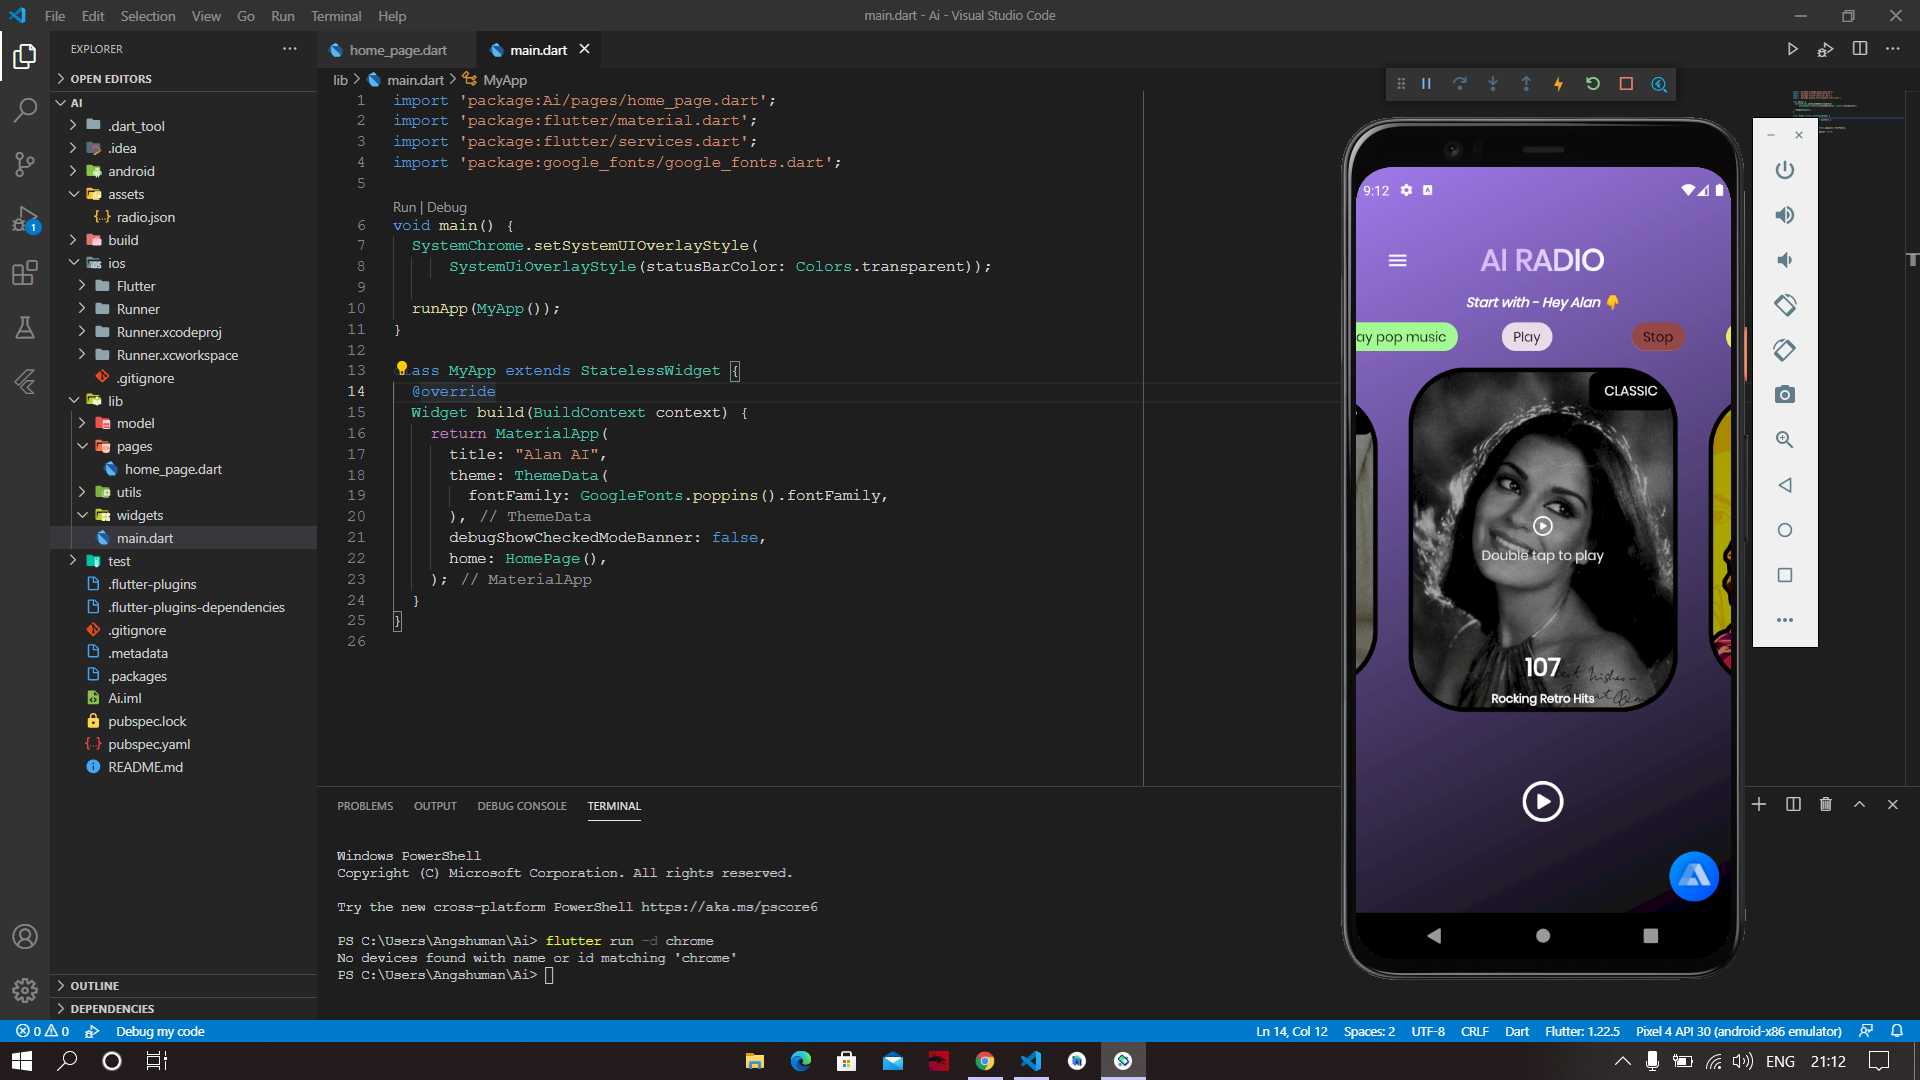 File Edit Selection View Go Run Terminal Help
main.dart - Ai - Visual Studio Code
EXPLORER
OPEN EDITORS
AI
.dart_tool
.idea
android
assets
radio.json
build
ios
Flutter
Runner
Runner.xcodeproj
Runner.xcworkspace
.gitignore
lib
model
pages
home_page.dart
utils
widgets
main.dart
test
.flutter-plugins
.flutter-plugins-dependencies
.gitignore
.metadata
.packages
Ai.iml
pubspec.lock
pubspec.yaml
README.md
OUTLINE
DEPENDENCIES
1
home_page.dart main.dart
lib > main.dart > MyApp
1 import 'package:Ai/pages/home_page.dart';
2 import 'package:flutter/material.dart';
3 import 'package:flutter/services.dart';
4 import 'package:google_fonts/google_fonts.dart';
5
Run | Debug
6 void main() {
7 SystemChrome.setSystemUIOverlayStyle(
8 SystemUiOverlayStyle(statusBarColor: Colors.transparent));
9
10 runApp(MyApp());
11 }
12
13 ass MyApp extends StatelessWidget {
14 @override
15 Widget build(BuildContext context) {
16 return MaterialApp(
17 title: "Alan AI",
18 theme: ThemeData(
19 fontFamily: GoogleFonts.poppins().fontFamily,
20 ), // ThemeData
21 debugShowCheckedModeBanner: false,
22 home: HomePage(),
23 ); // MaterialApp
24 }
25 }
26
PROBLEMS OUTPUT DEBUG CONSOLE TERMINAL
Windows PowerShell
Copyright (C) Microsoft Corporation. All rights reserved.
Try the new cross-platform PowerShell https://aka.ms/pscore6
PS C:\Users\Angshuman\Ai> flutter run -d chrome
No devices found with name or id matching 'chrome'
PS C:\Users\Angshuman\Ai>
9:12
AI RADIO
Start with - Hey Alan 👇
ay pop music Play Stop
CLASSIC
Double tap to play
107
Rocking Retro Hits
0 0 Debug my code
Ln 14, Col 12 Spaces: 2 UTF-8 CRLF Dart Flutter: 1.22.5 Pixel 4 API 30 (android-x86 emulator)
ENG 21:12